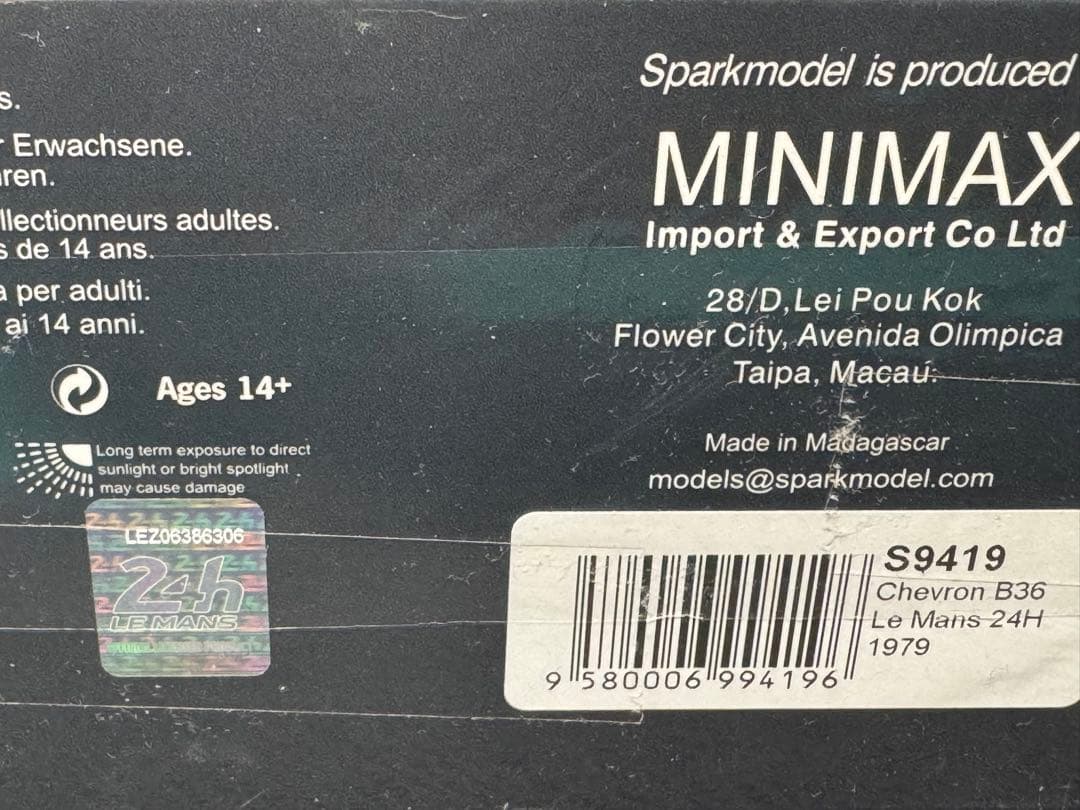 s.
Erwachsene.
ren.
llectionneurs adultes.
s de 14 ans.
a per adulti.
ai 14 anni.
Ages 14+
Long term exposure to direct
sunlight or bright spotlight
may cause damage
LEZ06386306
24h
LE MANS
Sparkmodel is produced
MINIMAX
Import & Export Co Ltd
28/D,Lei Pou Kok
Flower City, Avenida Olimpica
Taipa, Macau.
Made in Madagascar
models@sparkmodel.com
S9419
Chevron B36
Le Mans 24H
1979
9 580006 994196